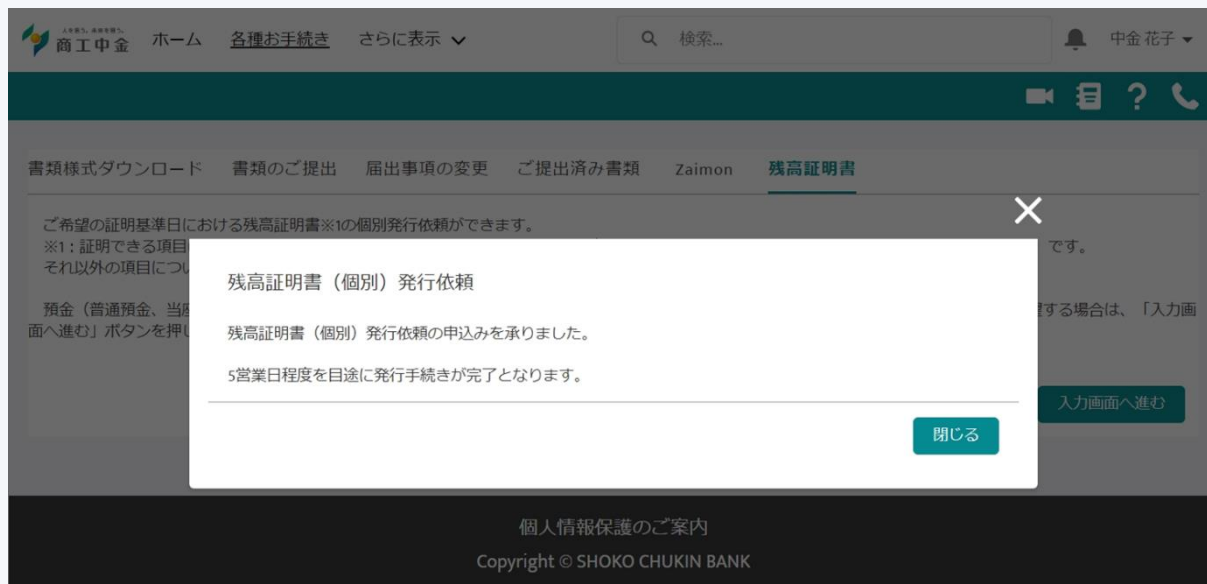 人を思う。未来を思う。
商工中金
ホーム 各種お手続き さらに表示
検索...
中金 花子
書類様式ダウンロード 書類のご提出 届出事項の変更 ご提出済み書類 Zaimon 残高証明書
ご希望の証明基準日における残高証明書※1の個別発行依頼ができます。
※1:証明できる項目 です。
それ以外の項目につい
預金(普通預金、当座 する場合は、「入力画
面へ進む」ボタンを押し
残高証明書(個別)発行依頼
残高証明書(個別)発行依頼の申込みを承りました。
5営業日程度を目途に発行手続きが完了となります。
閉じる
入力画面へ進む
個人情報保護のご案内
Copyright © SHOKO CHUKIN BANK